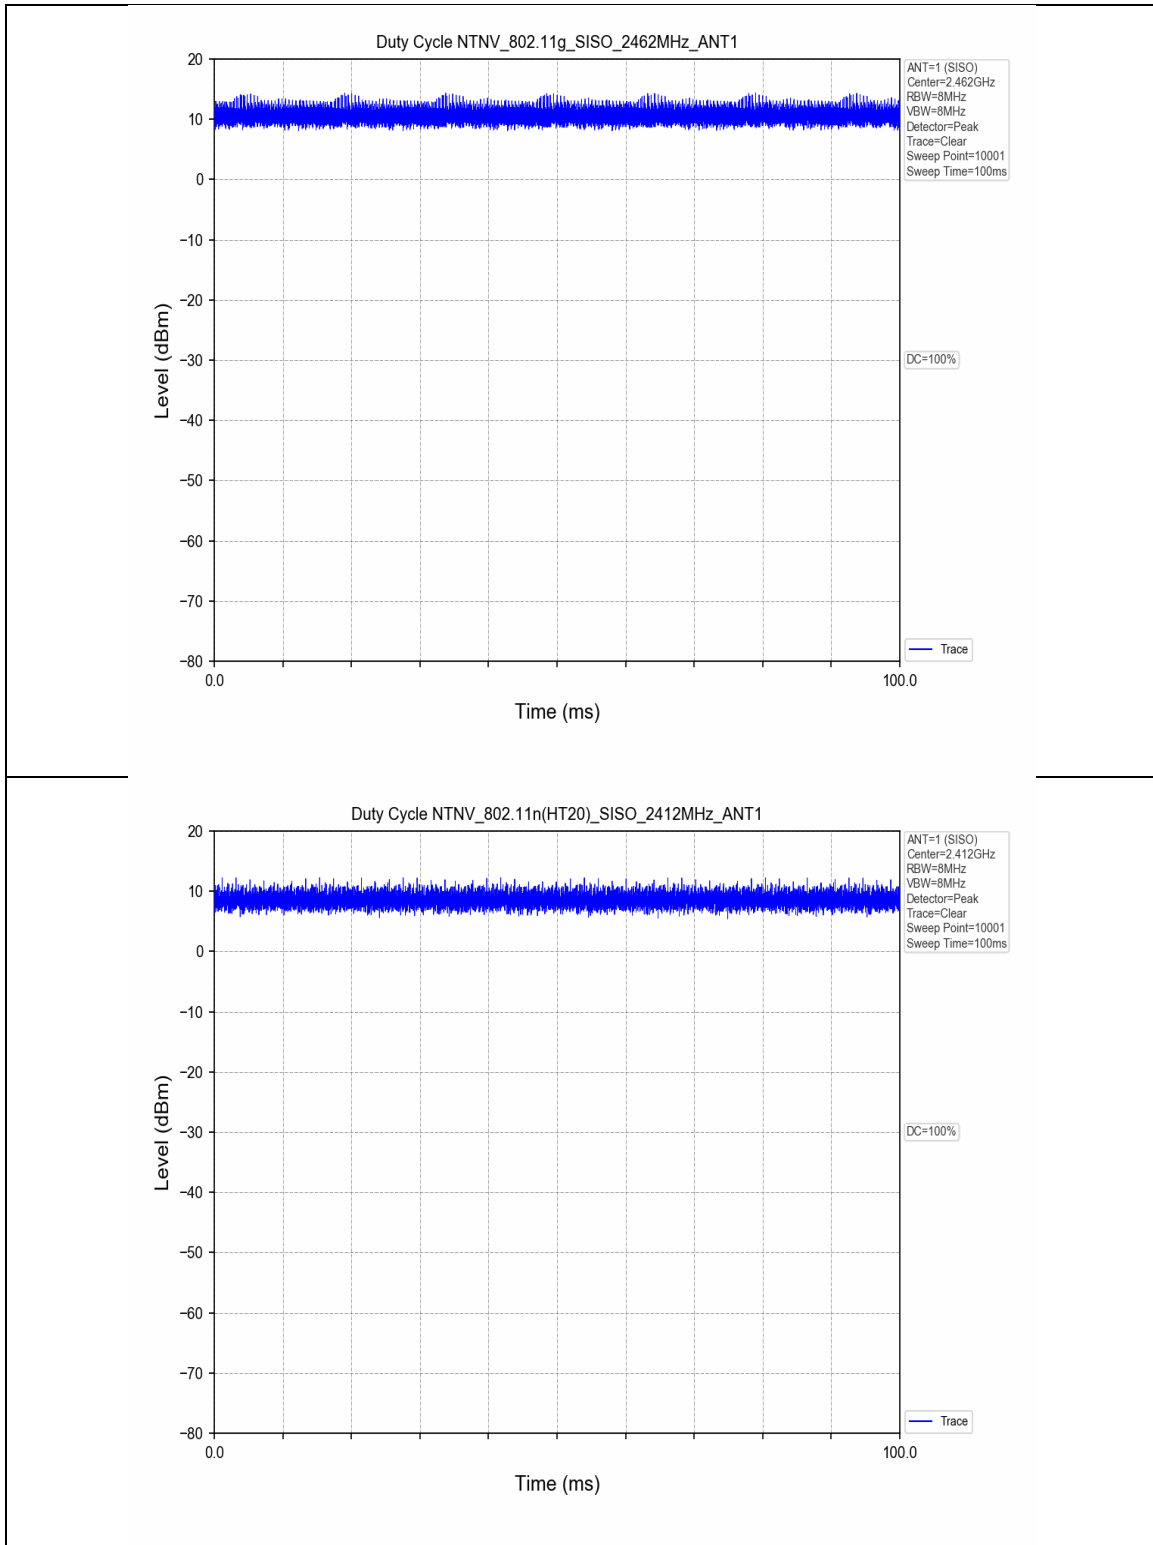 Duty Cycle NTNV_802.11g_SISO_2462MHz_ANT1
20
10
0
−10
−20
−30
−40
−50
−60
−70
−80
Level (dBm)
0.0
100.0
Time (ms)
ANT=1 (SISO)
Center=2.462GHz
RBW=8MHz
VBW=8MHz
Detector=Peak
Trace=Clear
Sweep Point=10001
Sweep Time=100ms
DC=100%
Trace
Duty Cycle NTNV_802.11n(HT20)_SISO_2412MHz_ANT1
20
10
0
−10
−20
−30
−40
−50
−60
−70
−80
Level (dBm)
0.0
100.0
Time (ms)
ANT=1 (SISO)
Center=2.412GHz
RBW=8MHz
VBW=8MHz
Detector=Peak
Trace=Clear
Sweep Point=10001
Sweep Time=100ms
DC=100%
Trace